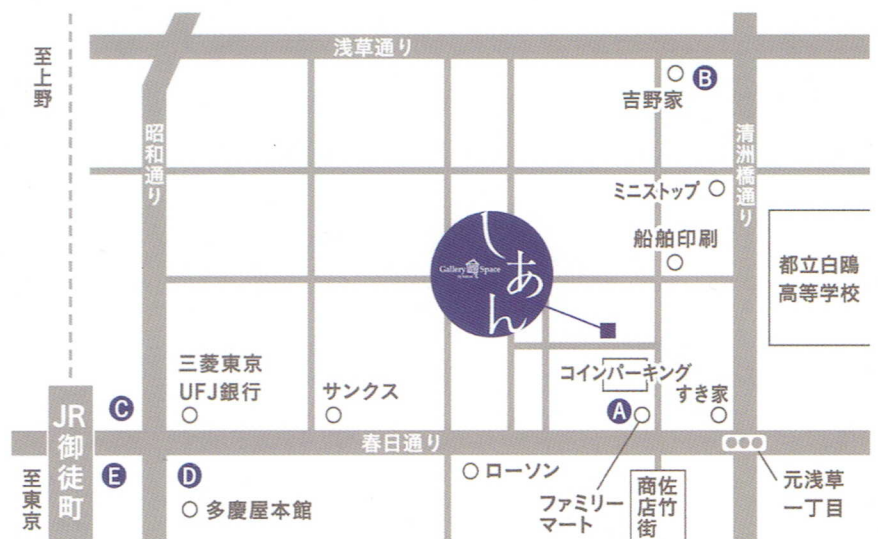 浅草通り
至上野
昭和通り
清洲橋通り
吉野家
B
ミニストップ
船舶印刷
都立白鷗
高等学校
しあん
Gallery Space
三菱東京
UFJ銀行
サンクス
コインパーキング
すき家
C
A
JR
御徒町
春日通り
E
D
至東京
多慶屋本館
ローソン
ファミリー
マート
佐竹
商店街
元浅草
一丁目